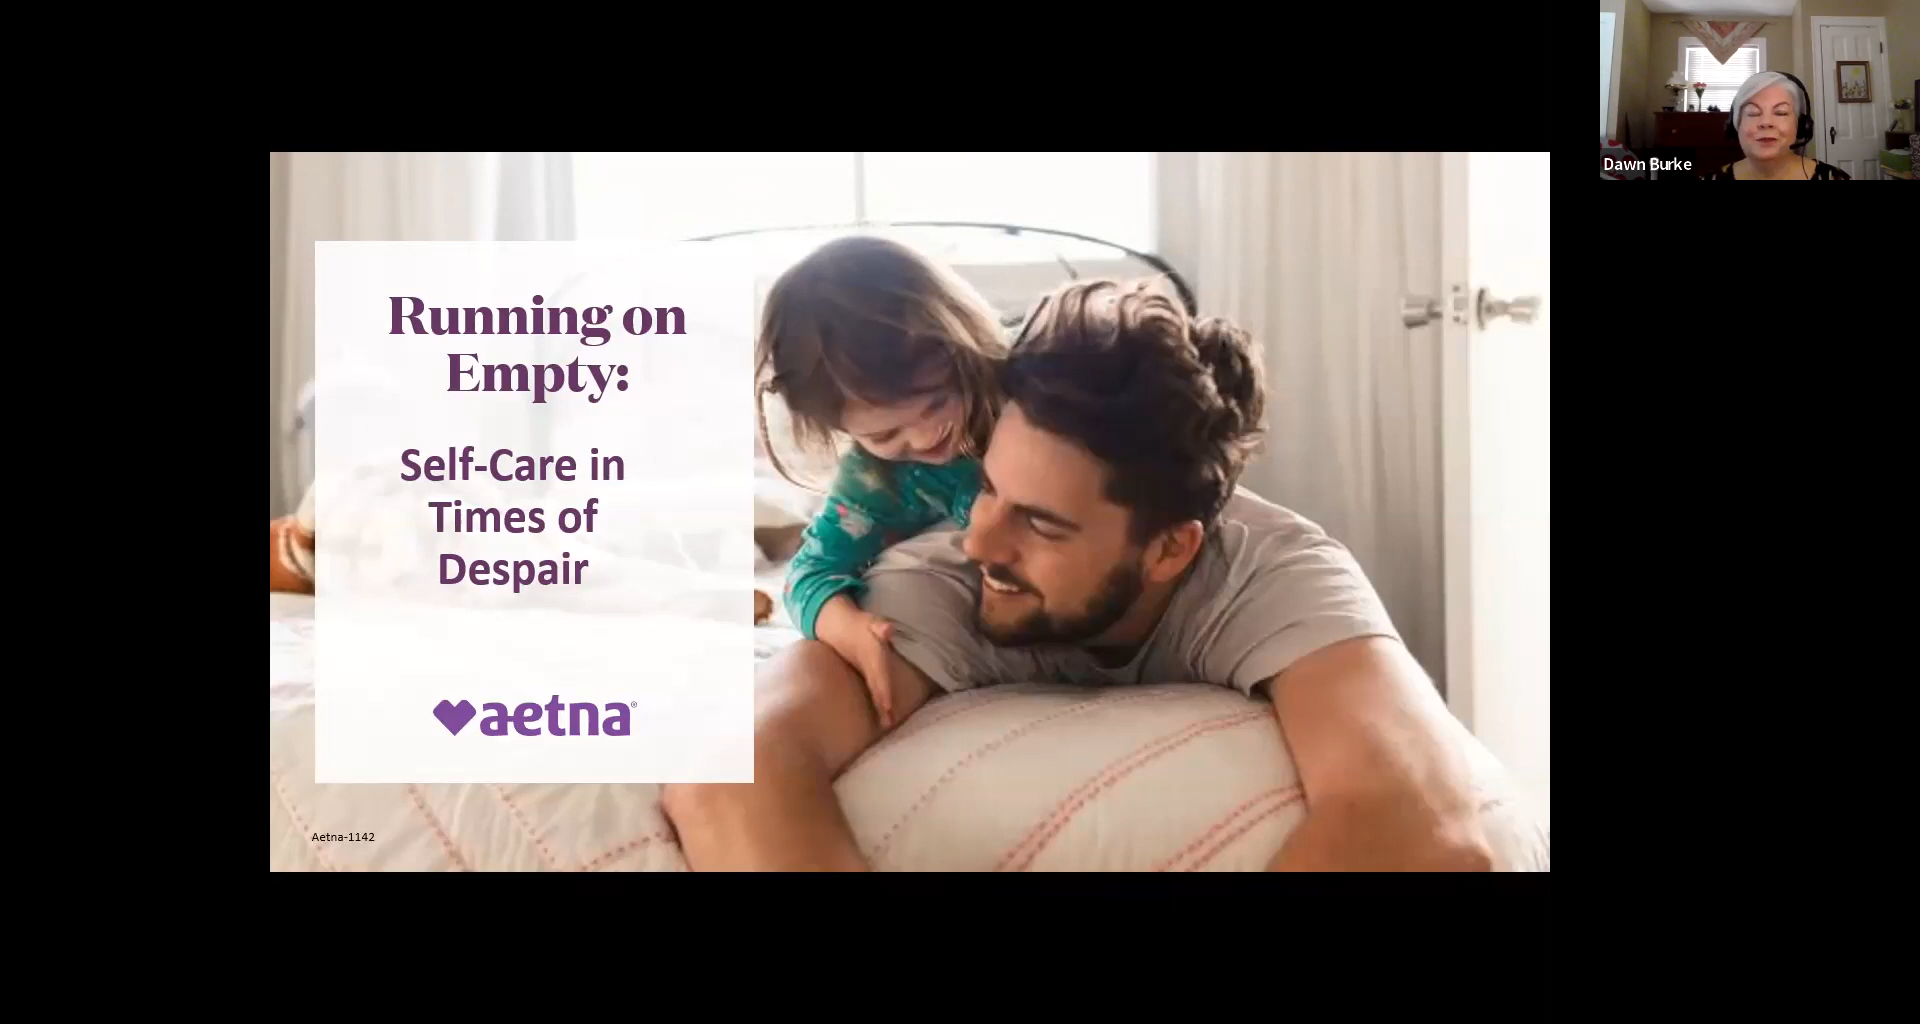 Running on
Empty:
Self-Care in
Times of
Despair
aetna®
Aetna-1142
Dawn Burke